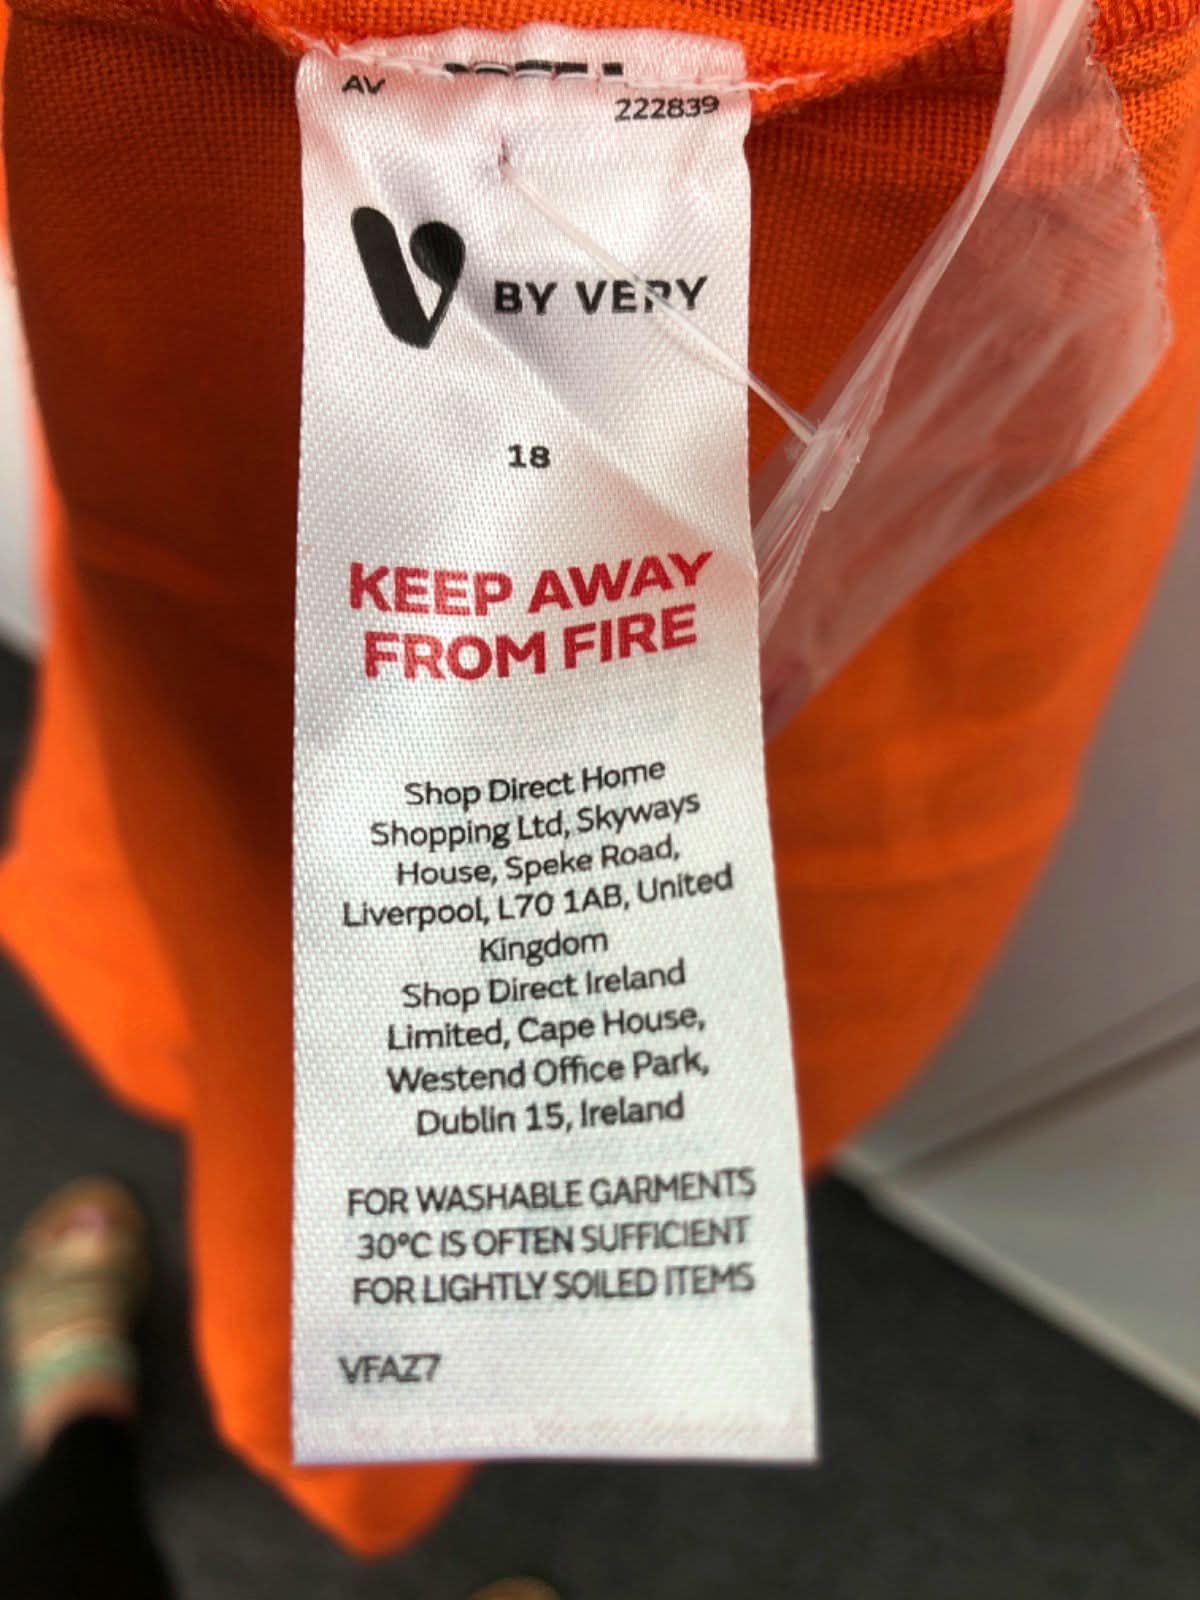 AV
222839
V BY VERY
18
KEEP AWAY
FROM FIRE
Shop Direct Home
Shopping Ltd, Skyways
House, Speke Road,
Liverpool, L70 1AB, United
Kingdom
Shop Direct Ireland
Limited, Cape House,
Westend Office Park,
Dublin 15, Ireland
FOR WASHABLE GARMENTS
30°C IS OFTEN SUFFICIENT
FOR LIGHTLY SOILED ITEMS
VFAZ7